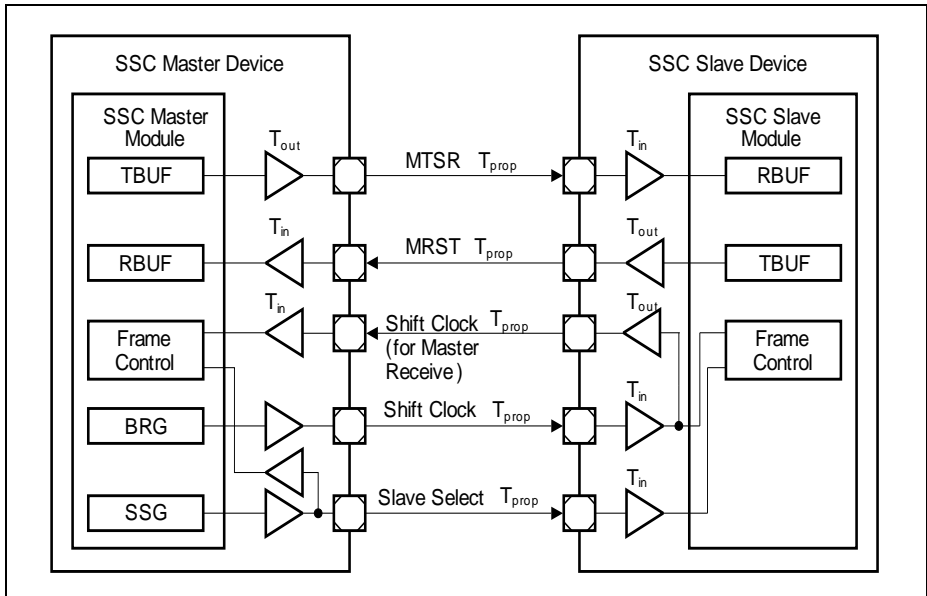 SSC Master Device
SSC Slave Device
SSC Master
Module
SSC Slave
Module
TBUF
Tout
MTSR Tprop
Tin
RBUF
RBUF
Tin
MRST Tprop
Tout
TBUF
Frame
Control
Tin
Shift Clock Tprop
(for Master
Receive)
Tout
Frame
Control
BRG
Shift Clock Tprop
Tin
SSG
Slave Select Tprop
Tin